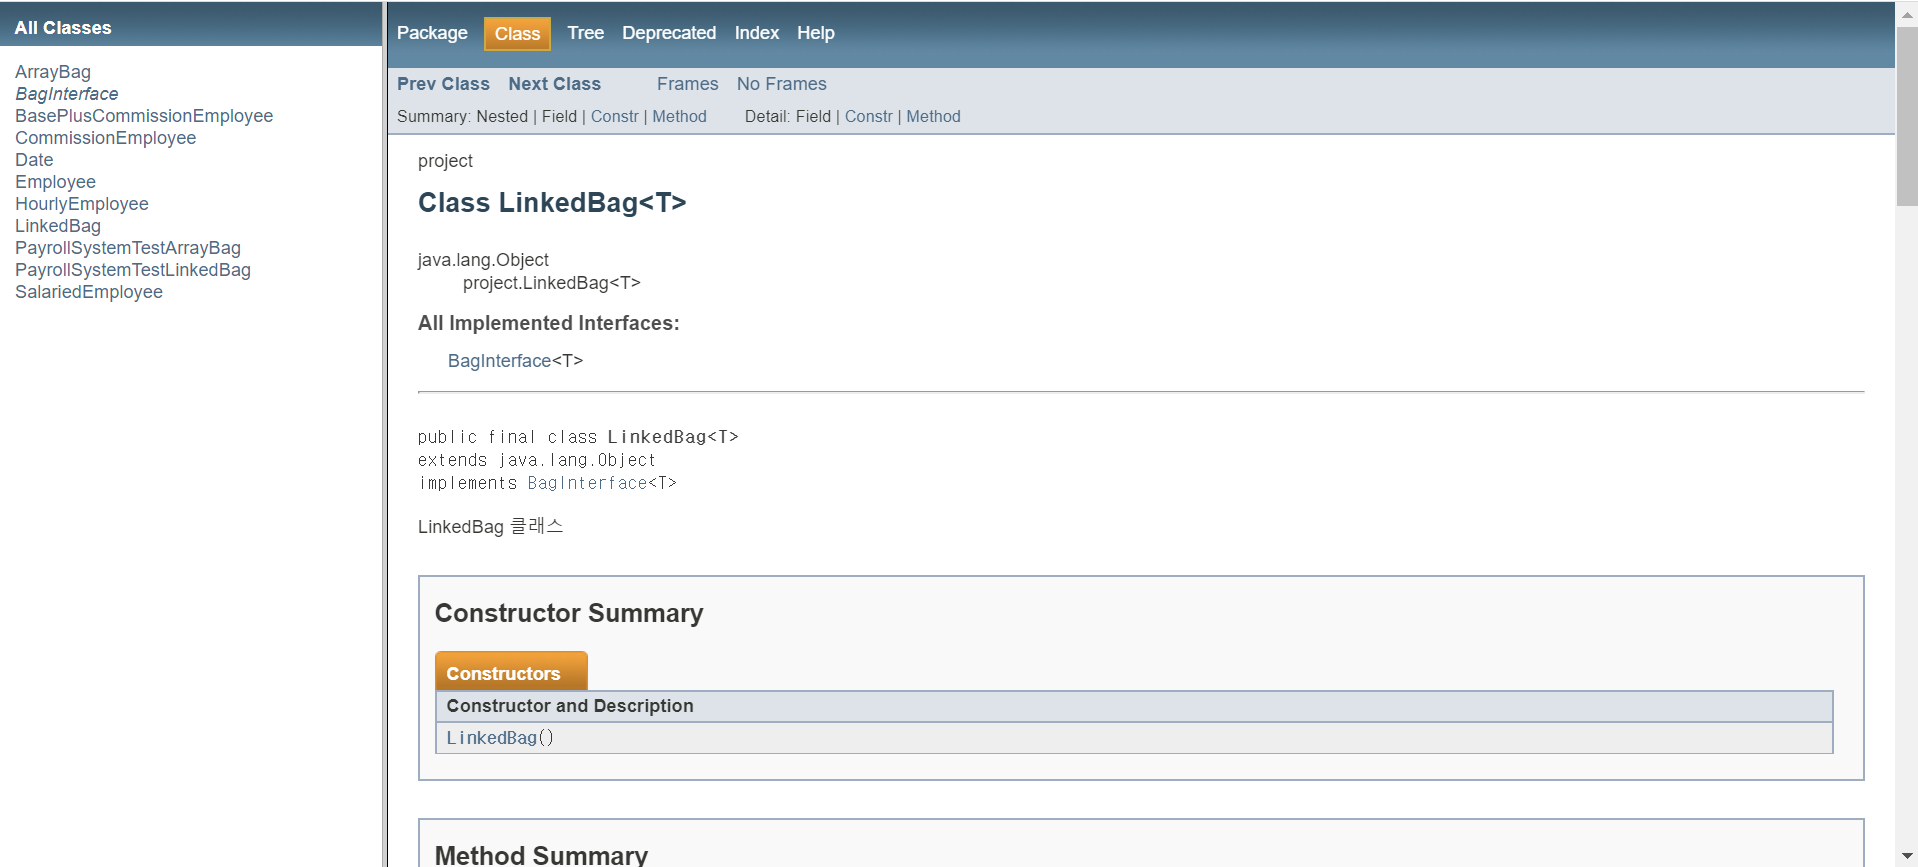 All Classes
ArrayBag
BagInterface
BasePlusCommissionEmployee
CommissionEmployee
Date
Employee
HourlyEmployee
LinkedBag
PayrollSystemTestArrayBag
PayrollSystemTestLinkedBag
SalariedEmployee
Package Class Tree Deprecated Index Help
Prev Class Next Class Frames No Frames
Summary: Nested | Field | Constr | Method Detail: Field | Constr | Method
project
Class LinkedBag<T>
java.lang.Object
project.LinkedBag<T>
All Implemented Interfaces:
BagInterface<T>
public final class LinkedBag<T>
extends java.lang.Object
implements BagInterface<T>
LinkedBag 클래스
Constructor Summary
Constructors
Constructor and Description
LinkedBag()
Method Summary